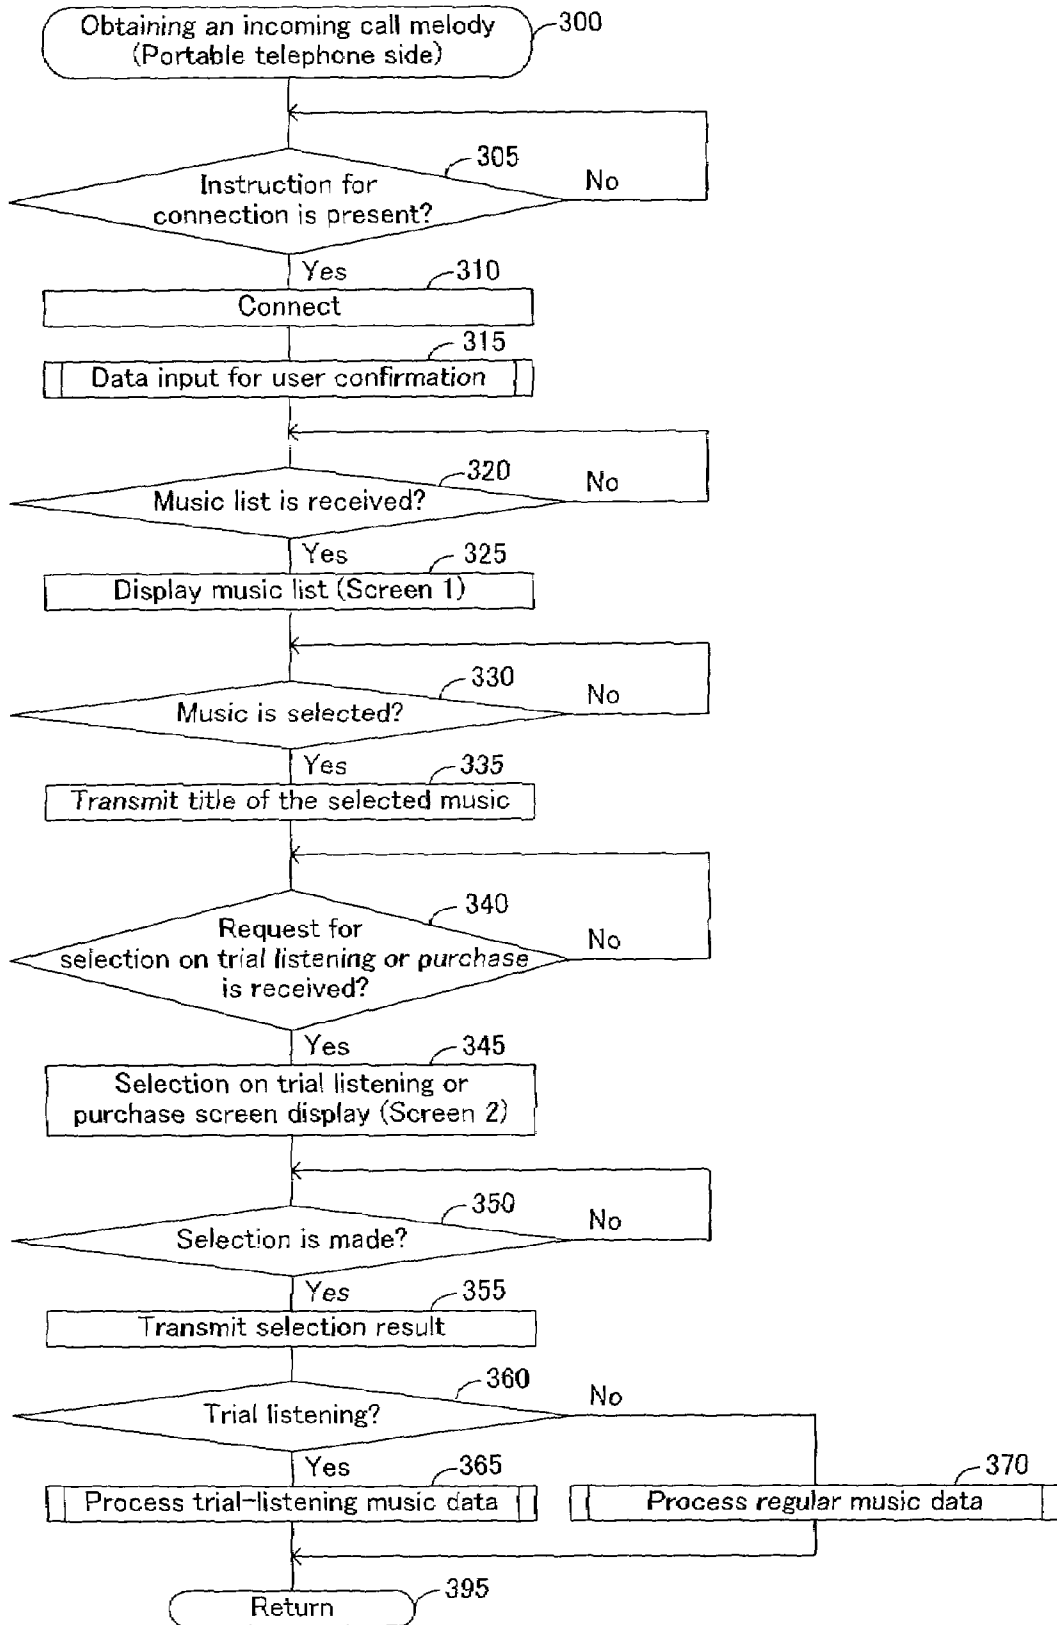 Obtaining an incoming call melody
(Portable telephone side)
300
305
Instruction for
connection is present?
No
Yes
310
Connect
315
Data input for user confirmation
320
Music list is received?
No
Yes
325
Display music list (Screen 1)
330
Music is selected?
No
Yes
335
Transmit title of the selected music
340
Request for
selection on trial listening or purchase
is received?
No
Yes
345
Selection on trial listening or
purchase screen display (Screen 2)
350
Selection is made?
No
Yes
355
Transmit selection result
360
Trial listening?
No
Yes
365
Process trial-listening music data
370
Process regular music data
395
Return